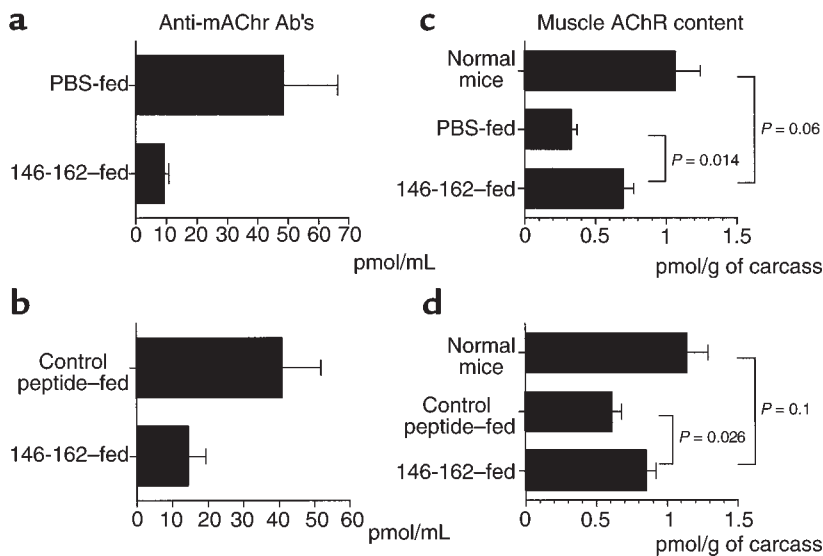 a
Anti-mAChr Ab's
PBS-fed
146-162–fed
0 10 20 30 40 50 60 70
pmol/mL
c
Muscle AChR content
Normal
mice
PBS-fed
146-162–fed
P = 0.014
P = 0.06
0 0.5 1 1.5
pmol/g of carcass
b
Control
peptide–fed
146-162–fed
0 10 20 30 40 50 60
pmol/mL
d
Normal
mice
Control
peptide–fed
146-162–fed
P = 0.026
P = 0.1
0 0.5 1 1.5
pmol/g of carcass